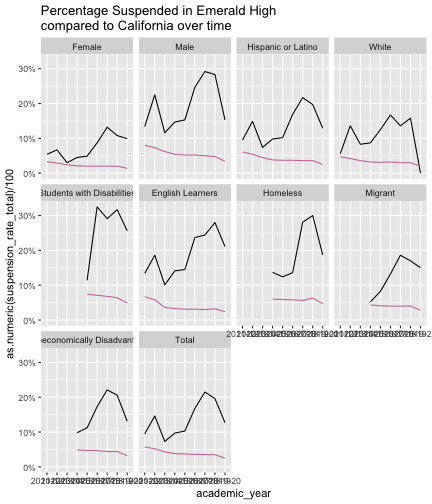 Percentage Suspended in Emerald High
compared to California over time
as.numeric(suspension_rate_total)/100
Female Male Hispanic or Latino White
30%
20%
10%
0%
Students with Disabilities English Learners Homeless Migrant
30%
20%
10%
0%
Total
30%
20%
10%
0%
academic_year